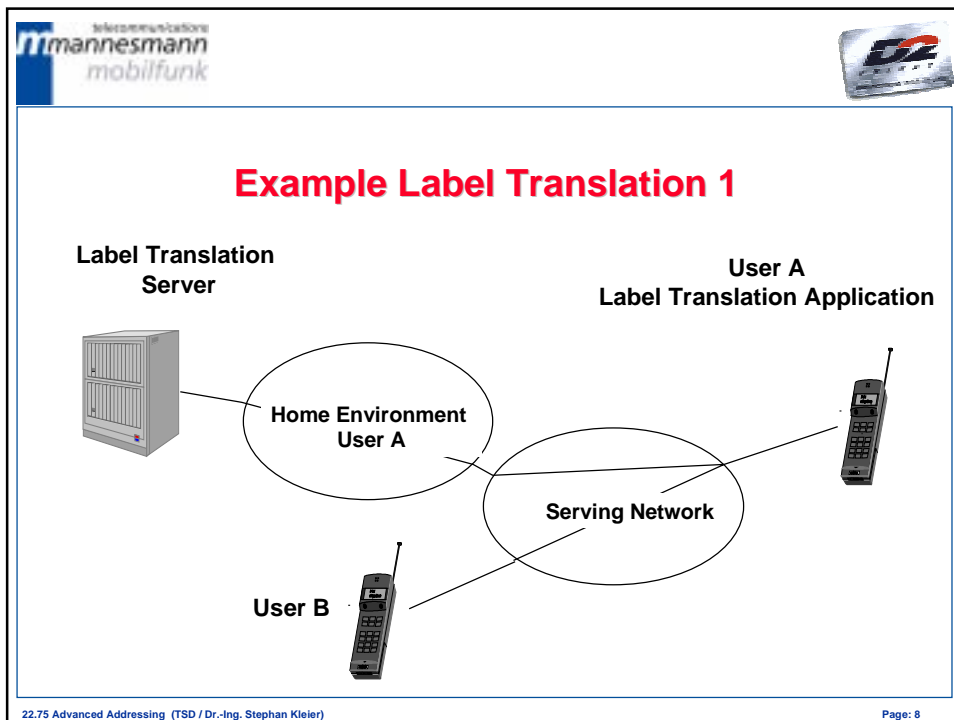 telecommunications
mannesmann
mobilfunk
D2
Example Label Translation 1
Label Translation
Server
User A
Label Translation Application
Home Environment
User A
Serving Network
User B
22.75 Advanced Addressing (TSD / Dr.-Ing. Stephan Kleier)
Page: 8